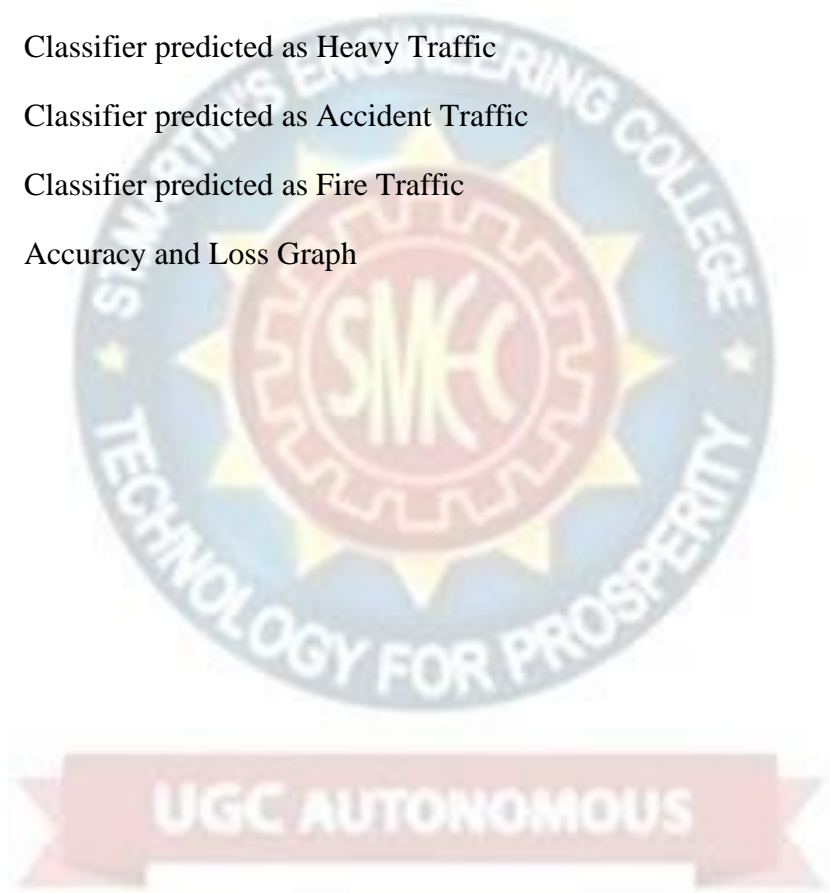 Classifier predicted as Heavy Traffic
Classifier predicted as Accident Traffic
Classifier predicted as Fire Traffic
Accuracy and Loss Graph
ST.MARTIN'S ENGINEERING COLLEGE
SMEC
TECHNOLOGY FOR PROSPERITY
UGC AUTONOMOUS